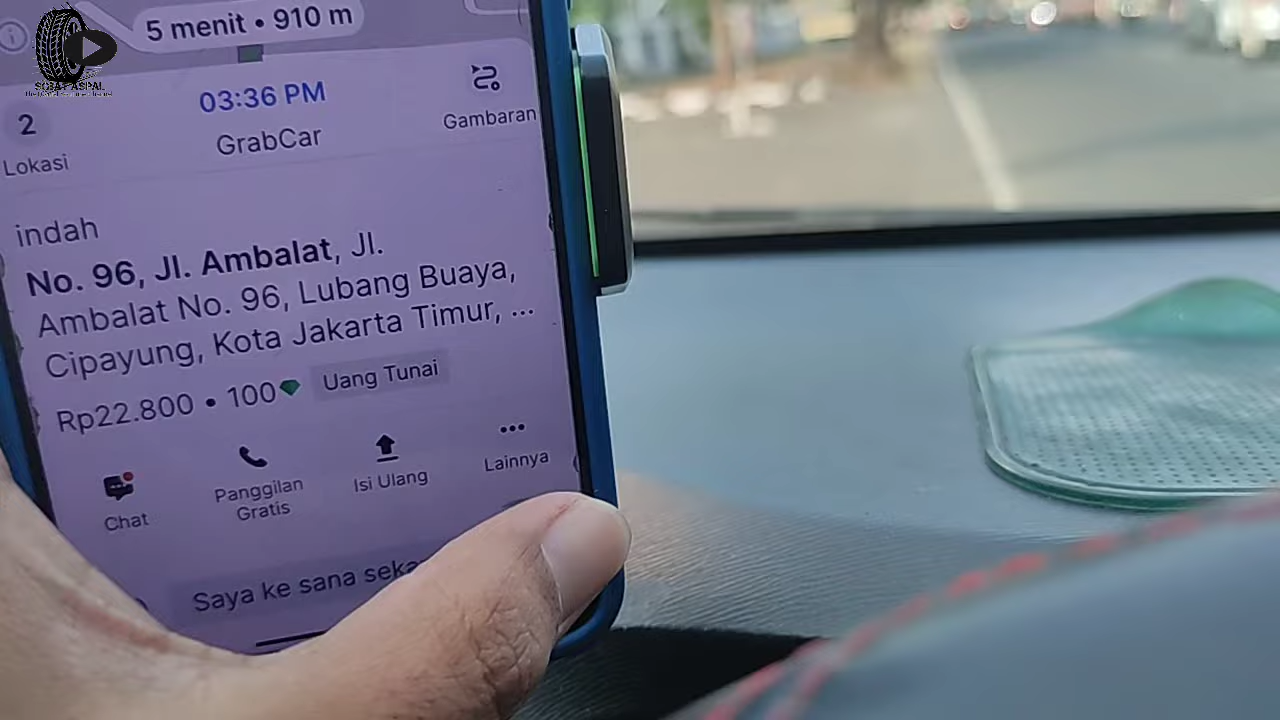 5 menit • 910 m
03:36 PM
GrabCar
2
Lokasi
Gambaran
indah
No. 96, Jl. Ambalat, Jl.
Ambalat No. 96, Lubang Buaya,
Cipayung, Kota Jakarta Timur, ...
Rp22.800 • 100 Uang Tunai
Chat
Panggilan
Gratis
Isi Ulang
Lainnya
Saya ke sana seka
SOBAT ASPAL